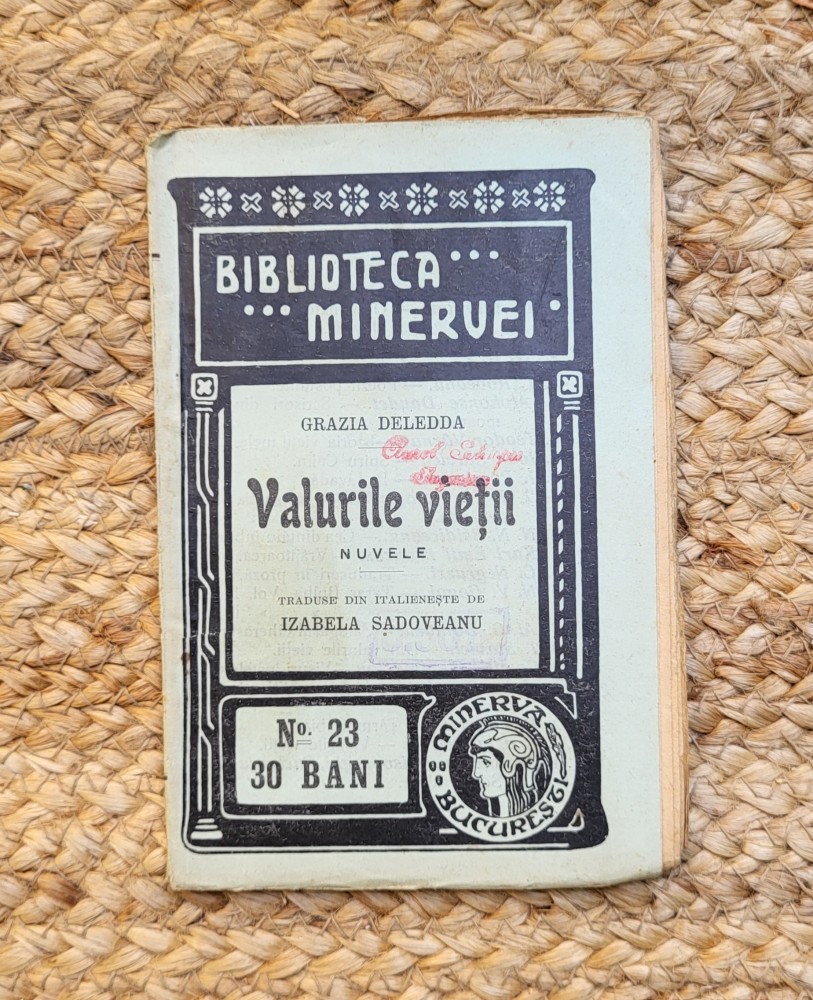 BIBLIOTECA
MINERVEI
GRAZIA DELEDDA
Valurile vieții
NUVELE
TRADUSE DIN ITALIENEȘTE DE
IZABELA SADOVEANU
No. 23
30 BANI
MINERVA
BUCUREȘTI